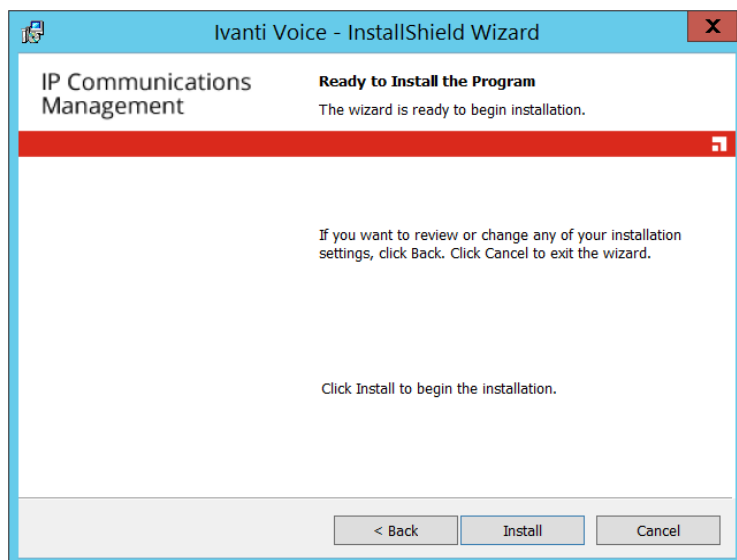 Ivanti Voice - InstallShield Wizard
X
IP Communications
Management
Ready to Install the Program
The wizard is ready to begin installation.
If you want to review or change any of your installation
settings, click Back. Click Cancel to exit the wizard.
Click Install to begin the installation.
< Back
Install
Cancel